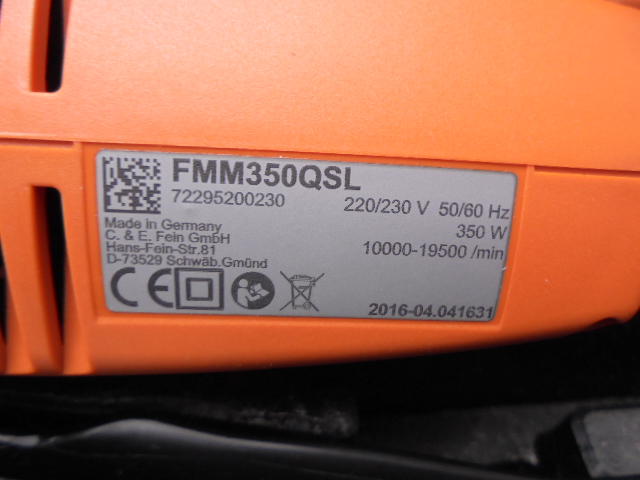 FMM350QSL
72295200230 220/230 V 50/60 Hz
350 W
10000-19500 /min
Made in Germany
C. & E. Fein GmbH
Hans-Fein-Str.81
D-73529 Schwäb.Gmünd
CE
2016-04.041631